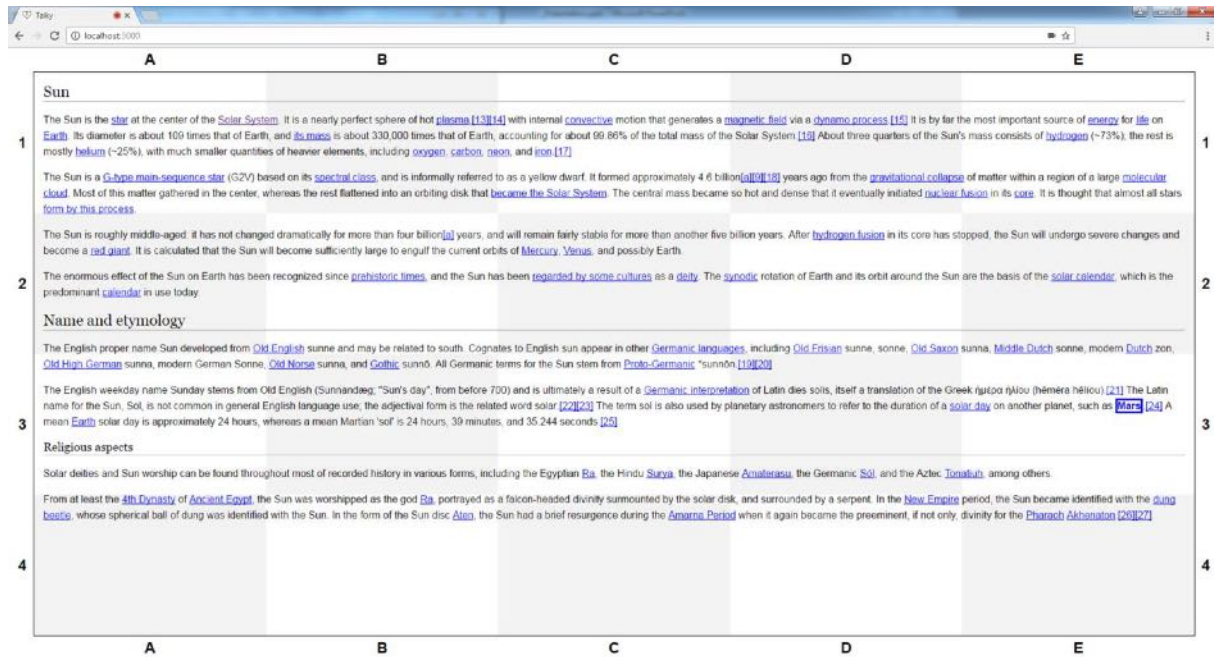 Talky
localhost:3000
A B C D E
Sun
The Sun is the star at the center of the Solar System. It is a nearly perfect sphere of hot plasma,[13][14] with internal convective motion that generates a magnetic field via a dynamo process.[15] It is by far the most important source of energy for life on
1 Earth. Its diameter is about 109 times that of Earth, and its mass is about 330,000 times that of Earth, accounting for about 99.86% of the total mass of the Solar System.[16] About three quarters of the Sun's mass consists of hydrogen (~73%); the rest is 1
mostly helium (~25%), with much smaller quantities of heavier elements, including oxygen, carbon, neon, and iron.[17]
The Sun is a G-type main-sequence star (G2V) based on its spectral class, and is informally referred to as a yellow dwarf. It formed approximately 4.6 billion[a][9][18] years ago from the gravitational collapse of matter within a region of a large molecular
cloud. Most of this matter gathered in the center, whereas the rest flattened into an orbiting disk that became the Solar System. The central mass became so hot and dense that it eventually initiated nuclear fusion in its core. It is thought that almost all stars
form by this process.
The Sun is roughly middle-aged: it has not changed dramatically for more than four billion[a] years, and will remain fairly stable for more than another five billion years. After hydrogen fusion in its core has stopped, the Sun will undergo severe changes and
become a red giant. It is calculated that the Sun will become sufficiently large to engulf the current orbits of Mercury, Venus, and possibly Earth.
The enormous effect of the Sun on Earth has been recognized since prehistoric times, and the Sun has been regarded by some cultures as a deity. The synodic rotation of Earth and its orbit around the Sun are the basis of the solar calendar, which is the
2 predominant calendar in use today. 2
Name and etymology
The English proper name Sun developed from Old English sunne and may be related to south. Cognates to English sun appear in other Germanic languages, including Old Frisian sunne, sonne, Old Saxon sunna, Middle Dutch sonne, modern Dutch zon,
Old High German sunna, modern German Sonne, Old Norse sunna, and Gothic sunnō. All Germanic terms for the Sun stem from Proto-Germanic *sunnōn.[19][20]
The English weekday name Sunday stems from Old English (Sunnandæg; "Sun's day", from before 700) and is ultimately a result of a Germanic interpretation of Latin dies solis, itself a translation of the Greek ἡμέρα ἡλίου (hēméra hēlíou).[21] The Latin
name for the Sun, Sol, is not common in general English language use; the adjectival form is the related word solar.[22][23] The term sol is also used by planetary astronomers to refer to the duration of a solar day on another planet, such as Mars.[24] A
3 mean Earth solar day is approximately 24 hours, whereas a mean Martian 'sol' is 24 hours, 39 minutes, and 35.244 seconds.[25] 3
Religious aspects
Solar deities and Sun worship can be found throughout most of recorded history in various forms, including the Egyptian Ra, the Hindu Surya, the Japanese Amaterasu, the Germanic Sól, and the Aztec Tonatiuh, among others.
From at least the 4th Dynasty of Ancient Egypt, the Sun was worshipped as the god Ra, portrayed as a falcon-headed divinity surmounted by the solar disk, and surrounded by a serpent. In the New Empire period, the Sun became identified with the dung
beetle, whose spherical ball of dung was identified with the Sun. In the form of the Sun disc Aten, the Sun had a brief resurgence during the Amarna Period when it again became the preeminent, if not only, divinity for the Pharaoh Akhenaton.[26][27]
4 4
A B C D E